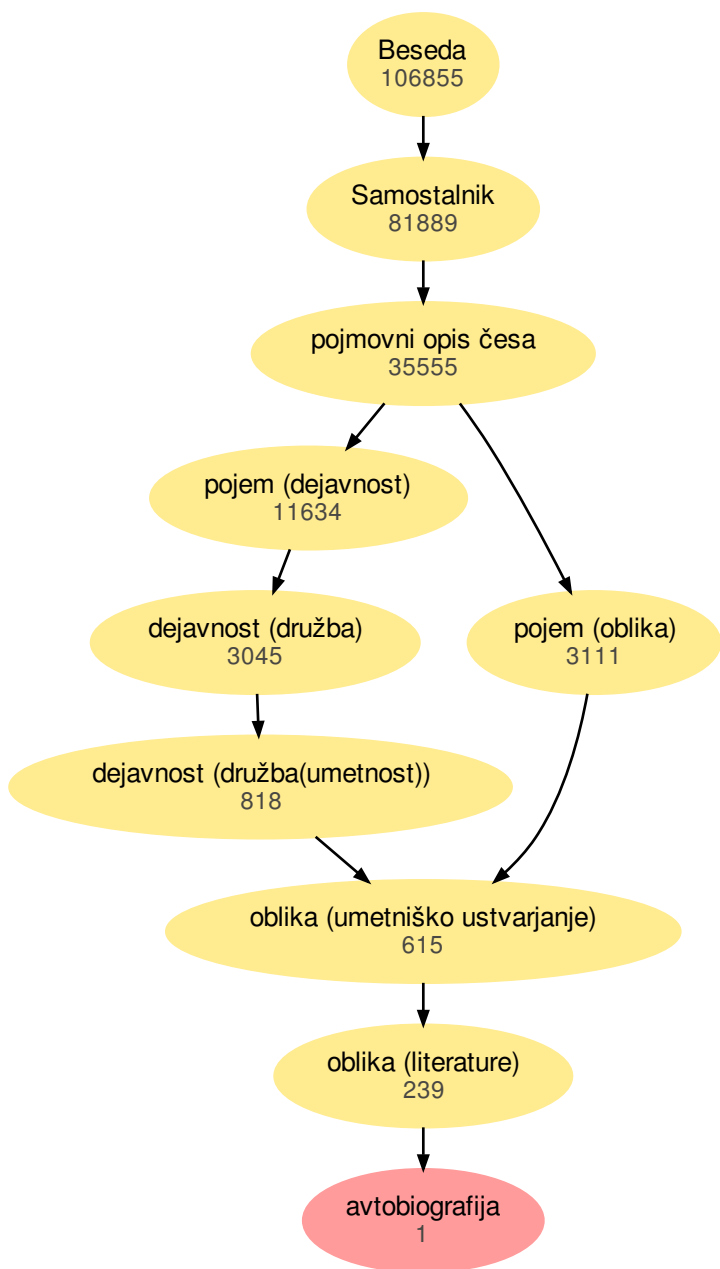 Beseda
106855
Samostalnik
81889
pojmovni opis česa
35555
pojem (dejavnost)
11634
dejavnost (družba)
3045
pojem (oblika)
3111
dejavnost (družba(umetnost))
818
oblika (umetniško ustvarjanje)
615
oblika (literature)
239
avtobiografija
1